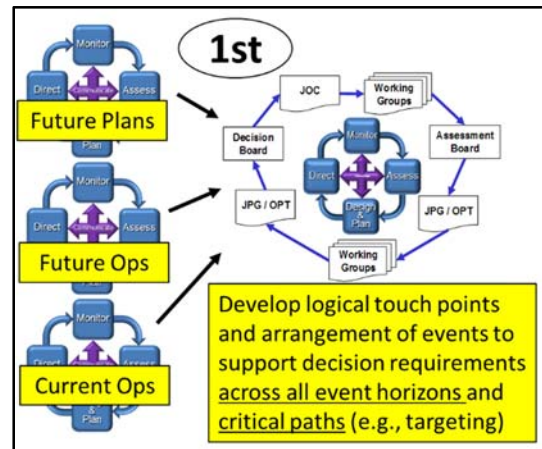 1st
Monitor
Direct
Communicate
Assess
Future Plans
Plan
Monitor
Assess
Future Ops
Monitor
Direct
Assess
Current Ops
& Plan
JOC
Working
Groups
Decision
Board
Assessment
Board
Monitor
Direct
Assess
Design
&
Plan
JPG / OPT
JPG / OPT
Working
Groups
Develop logical touch points
and arrangement of events to
support decision requirements
across all event horizons and
critical paths (e.g., targeting)